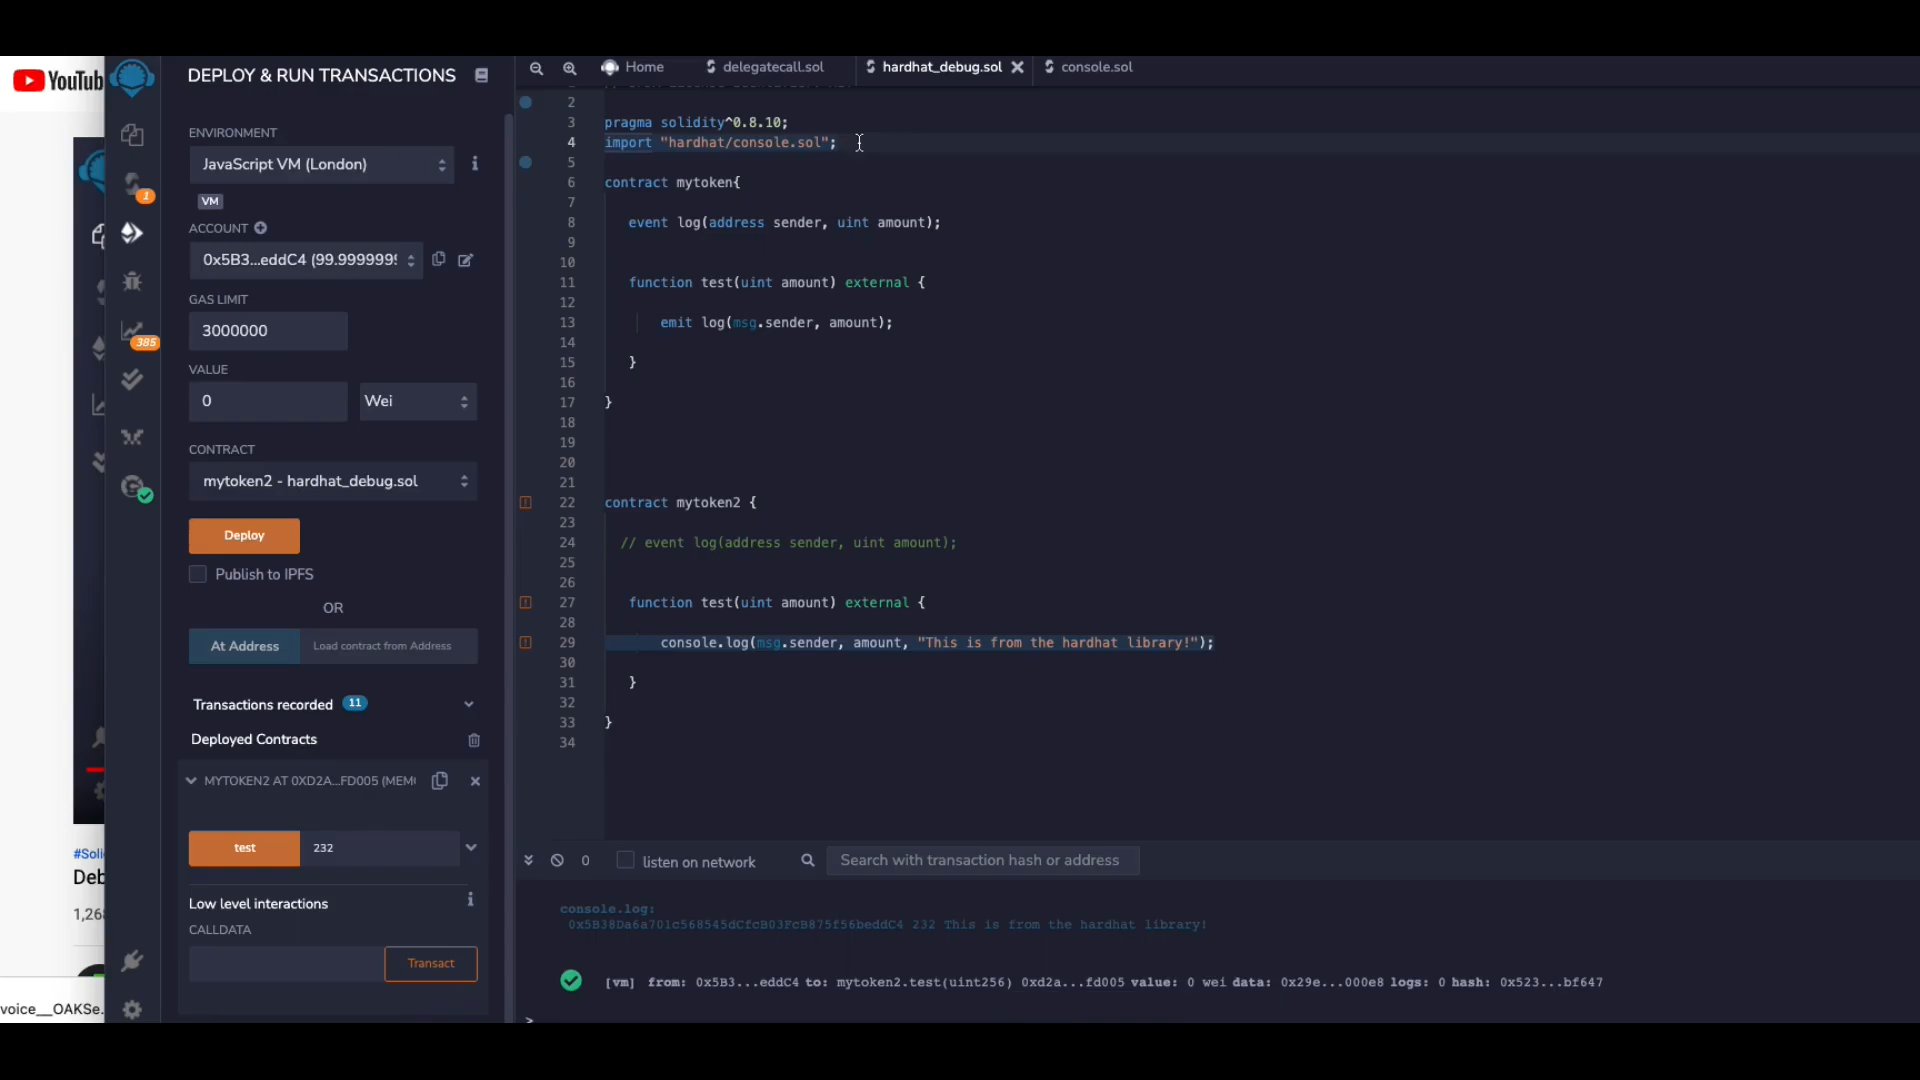 YouTub
#Soli
Deb
1,26
voice__OAKSe.
DEPLOY & RUN TRANSACTIONS
ENVIRONMENT
JavaScript VM (London)
VM
ACCOUNT
0x5B3...eddC4 (99.9999999
GAS LIMIT
3000000
VALUE
0
Wei
CONTRACT
mytoken2 - hardhat_debug.sol
Deploy
Publish to IPFS
OR
At Address
Load contract from Address
Transactions recorded 11
Deployed Contracts
MYTOKEN2 AT 0XD2A...FD005 (MEM
test
232
Low level interactions
CALLDATA
Transact
1
385
Home
delegatecall.sol
hardhat_debug.sol
console.sol
2
3 pragma solidity^0.8.10;
4 import "hardhat/console.sol";
5
6 contract mytoken{
7
8 event log(address sender, uint amount);
9
10
11 function test(uint amount) external {
12
13 emit log(msg.sender, amount);
14
15 }
16
17 }
18
19
20
21
22 contract mytoken2 {
23
24 // event log(address sender, uint amount);
25
26
27 function test(uint amount) external {
28
29 console.log(msg.sender, amount, "This is from the hardhat library!");
30
31 }
32
33 }
34
0
listen on network
Search with transaction hash or address
console.log:
0x5B38Da6a701c568545dCfcB03FcB875f56beddC4 232 This is from the hardhat library!
[vm] from: 0x5B3...eddC4 to: mytoken2.test(uint256) 0xd2a...fd005 value: 0 wei data: 0x29e...000e8 logs: 0 hash: 0x523...bf647
>